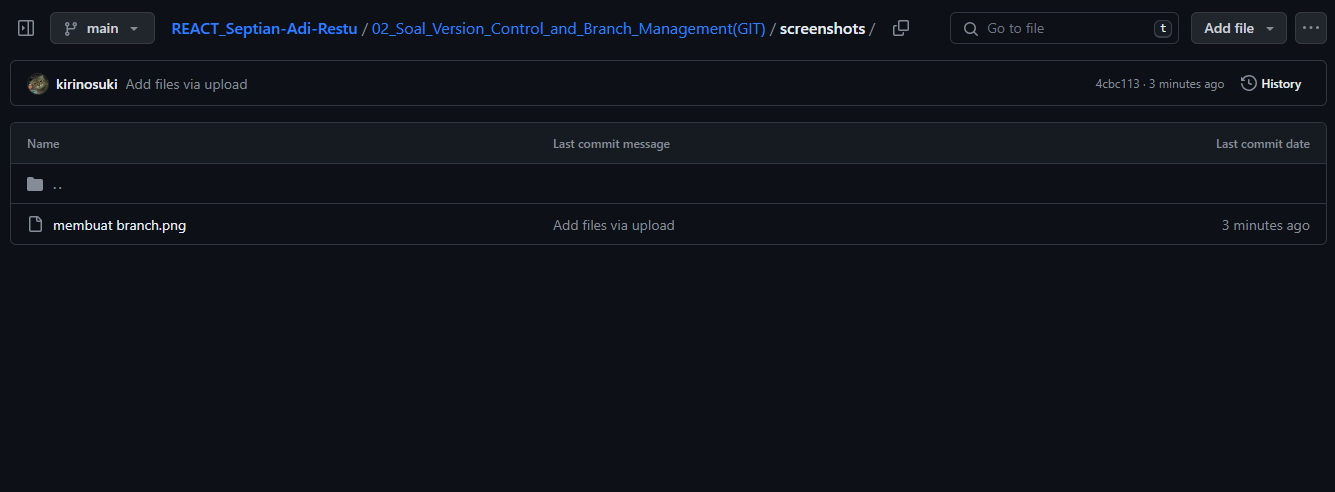 main REACT_Septian-Adi-Restu / 02_Soal_Version_Control_and_Branch_Management(GIT) / screenshots / Go to file t Add file
kirinosuki Add files via upload 4cbc113 · 3 minutes ago History
Name Last commit message Last commit date
..
membuat branch.png Add files via upload 3 minutes ago